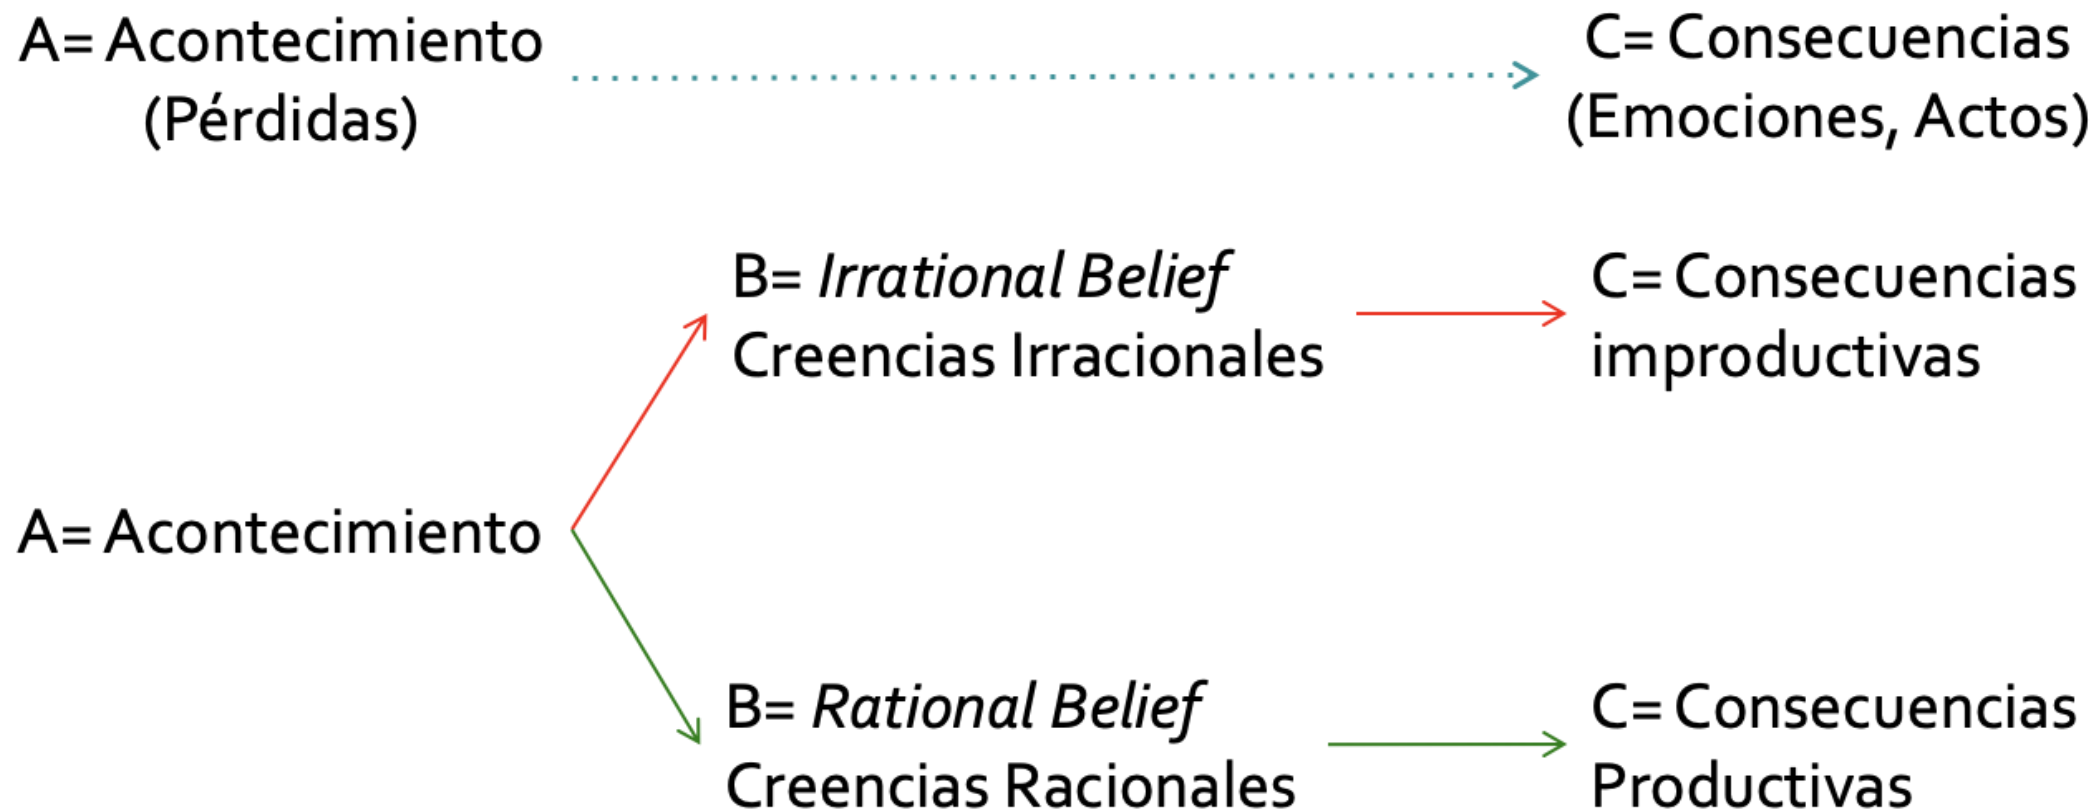 A= Acontecimiento
(Pérdidas)
C= Consecuencias
(Emociones, Actos)
B= Irrational Belief
Creencias Irracionales
C= Consecuencias
improductivas
A= Acontecimiento
B= Rational Belief
Creencias Racionales
C= Consecuencias
Productivas